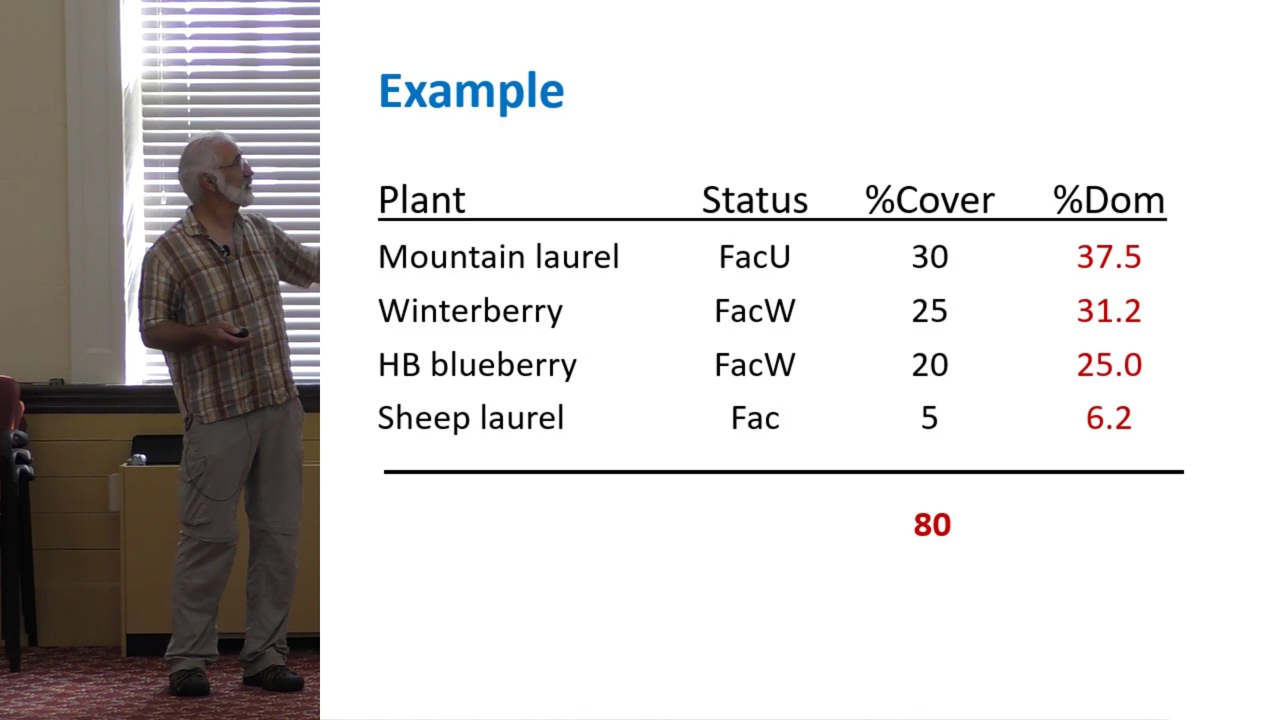 Example
Plant Status %Cover %Dom
Mountain laurel FacU 30 37.5
Winterberry FacW 25 31.2
HB blueberry FacW 20 25.0
Sheep laurel Fac 5 6.2
80